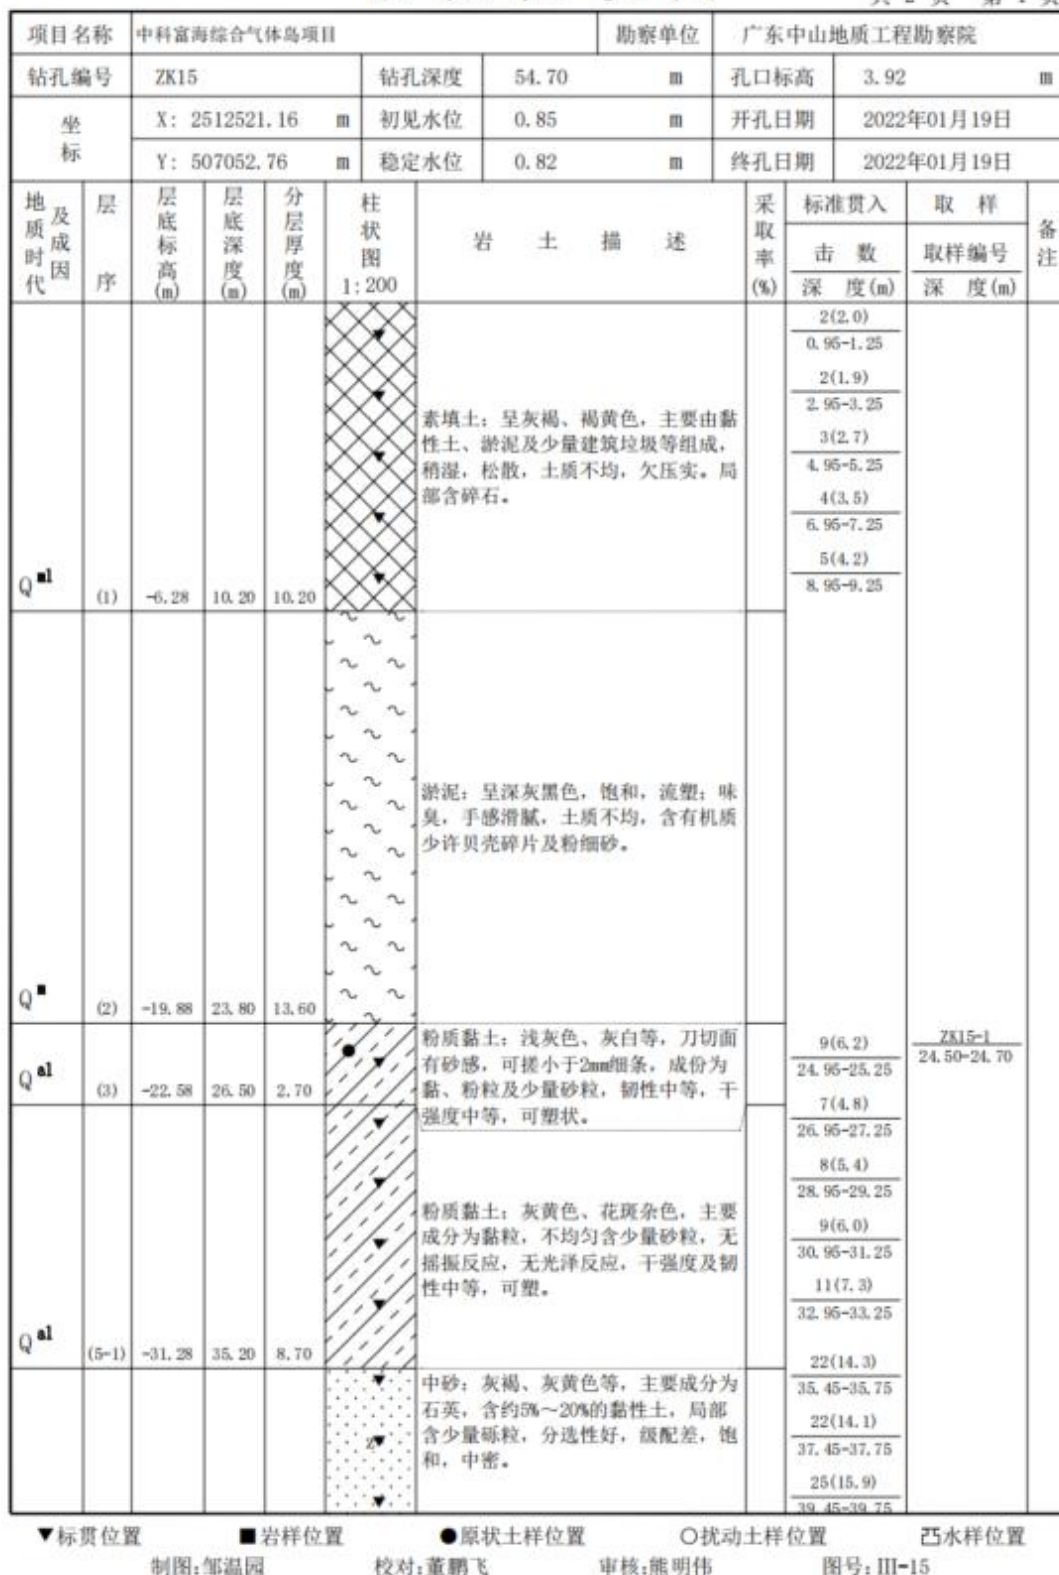 项目名称 中科富海综合气体岛项目 勘察单位 广东中山地质工程勘察院
钻孔编号 ZK15 钻孔深度 54.70 m 孔口标高 3.92 m
坐标 X: 2512521.16 m 初见水位 0.85 m 开孔日期 2022年01月19日
Y: 507052.76 m 稳定水位 0.82 m 终孔日期 2022年01月19日
地质时代及成因 层序 层底标高(m) 层底深度(m) 分层厚度(m) 柱状图 1:200 岩土描述 采取率(%) 标准贯入 击数 深度(m) 取样 取样编号 深度(m) 备注
2(2.0)
0.95-1.25
2(1.9)
2.95-3.25
素填土：呈灰褐、褐黄色，主要由黏
性土、淤泥及少量建筑垃圾等组成，
稍湿，松散，土质不均，欠压实。局
部含碎石。
3(2.7)
4.95-5.25
4(3.5)
6.95-7.25
5(4.2)
8.95-9.25
Q ml (1) -6.28 10.20 10.20
淤泥：呈深灰黑色，饱和，流塑；味
臭，手感滑腻，土质不均，含有机质
少许贝壳碎片及粉细砂。
Q m (2) -19.88 23.80 13.60
粉质黏土：浅灰色、灰白等，刀切面
有砂感，可搓小于2mm细条，成份为
黏、粉粒及少量砂粒，韧性中等，干
强度中等，可塑状。
9(6.2)
24.95-25.25
ZK15-1
24.50-24.70
Q al (3) -22.58 26.50 2.70
7(4.8)
26.95-27.25
8(5.4)
28.95-29.25
粉质黏土：灰黄色、花斑杂色，主要
成分为黏粒，不均匀含少量砂粒，无
摇振反应，无光泽反应，干强度及韧
性中等，可塑。
9(6.0)
30.95-31.25
11(7.3)
32.95-33.25
Q al (5-1) -31.28 35.20 8.70
22(14.3)
35.45-35.75
中砂：灰褐、灰黄色等，主要成分为
石英，含约5%～20%的黏性土，局部
含少量砾粒，分选性好，级配差，饱
和，中密。
22(14.1)
37.45-37.75
25(15.9)
39.45-39.75
▼标贯位置 ■岩样位置 ●原状土样位置 ○扰动土样位置 凸水样位置
制图:邹温园 校对:董鹏飞 审核:熊明伟 图号:III-15